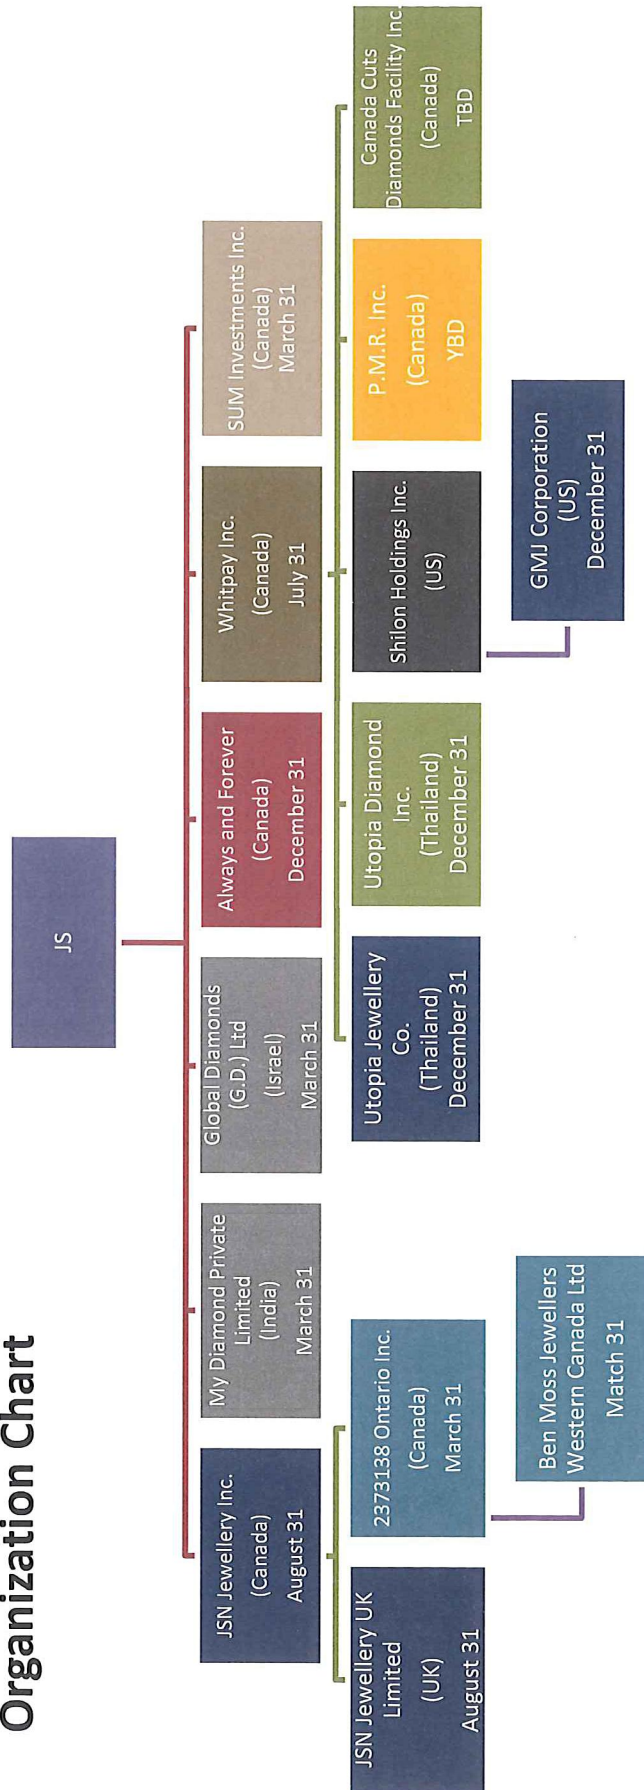 Organization Chart
JS
JSN Jewellery Inc.
(Canada)
August 31
My Diamond Private
Limited
(India)
March 31
Global Diamonds
(G.D.) Ltd
(Israel)
March 31
Always and Forever
(Canada)
December 31
Whitpay Inc.
(Canada)
July 31
SUM Investments Inc.
(Canada)
March 31
JSN Jewellery UK
Limited
(UK)
August 31
2373138 Ontario Inc.
(Canada)
March 31
Utopia Jewellery
Co.
(Thailand)
December 31
Utopia Diamond
Inc.
(Thailand)
December 31
Shilon Holdings Inc.
(US)
P.M.R. Inc.
(Canada)
YBD
Canada Cuts
Diamonds Facility Inc.
(Canada)
TBD
Ben Moss Jewellers
Western Canada Ltd
Match 31
GMJ Corporation
(US)
December 31